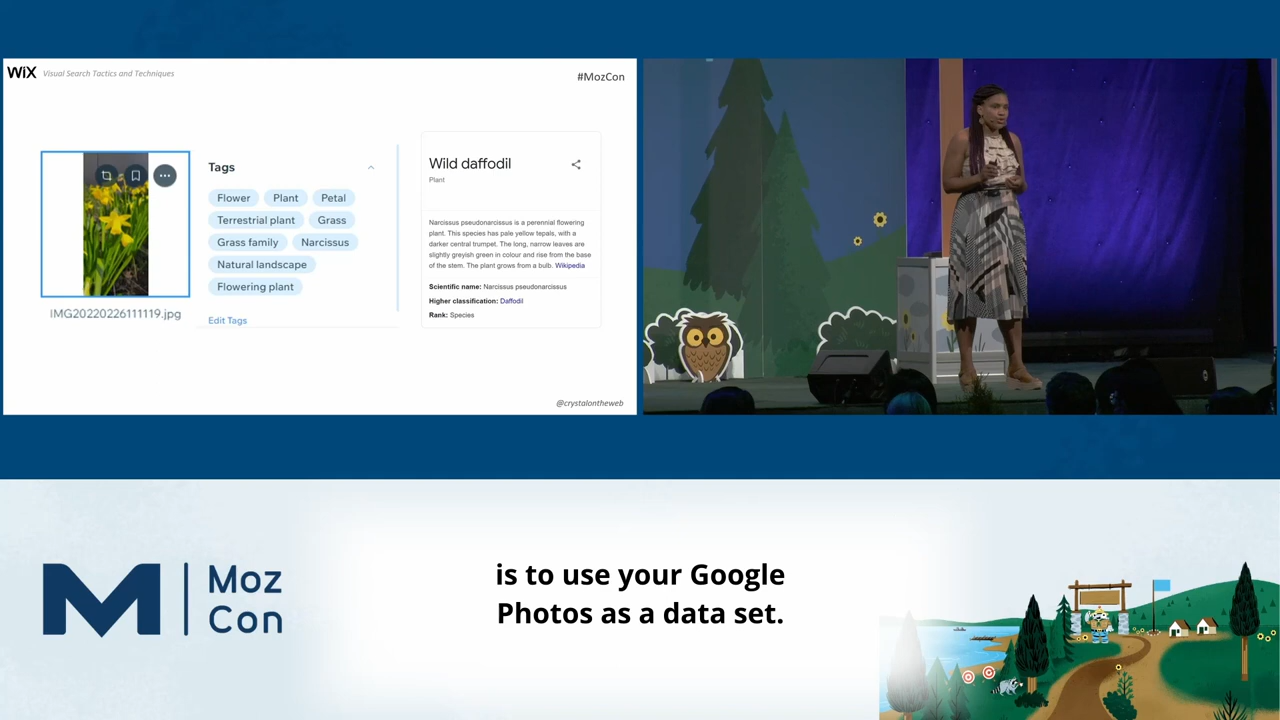 WiX Visual Search Tactics and Techniques
#MozCon
IMG20220226111119.jpg
Tags
Flower Plant Petal
Terrestrial plant Grass
Grass family Narcissus
Natural landscape
Flowering plant
Edit Tags
Wild daffodil
Plant
Narcissus pseudonarcissus is a perennial flowering
plant. This species has pale yellow tepals, with a
darker central trumpet. The long, narrow leaves are
slightly greyish green in colour and rise from the base
of the stem. The plant grows from a bulb. Wikipedia
Scientific name: Narcissus pseudonarcissus
Higher classification: Daffodil
Rank: Species
@crystalontheweb
M Moz
Con
is to use your Google
Photos as a data set.